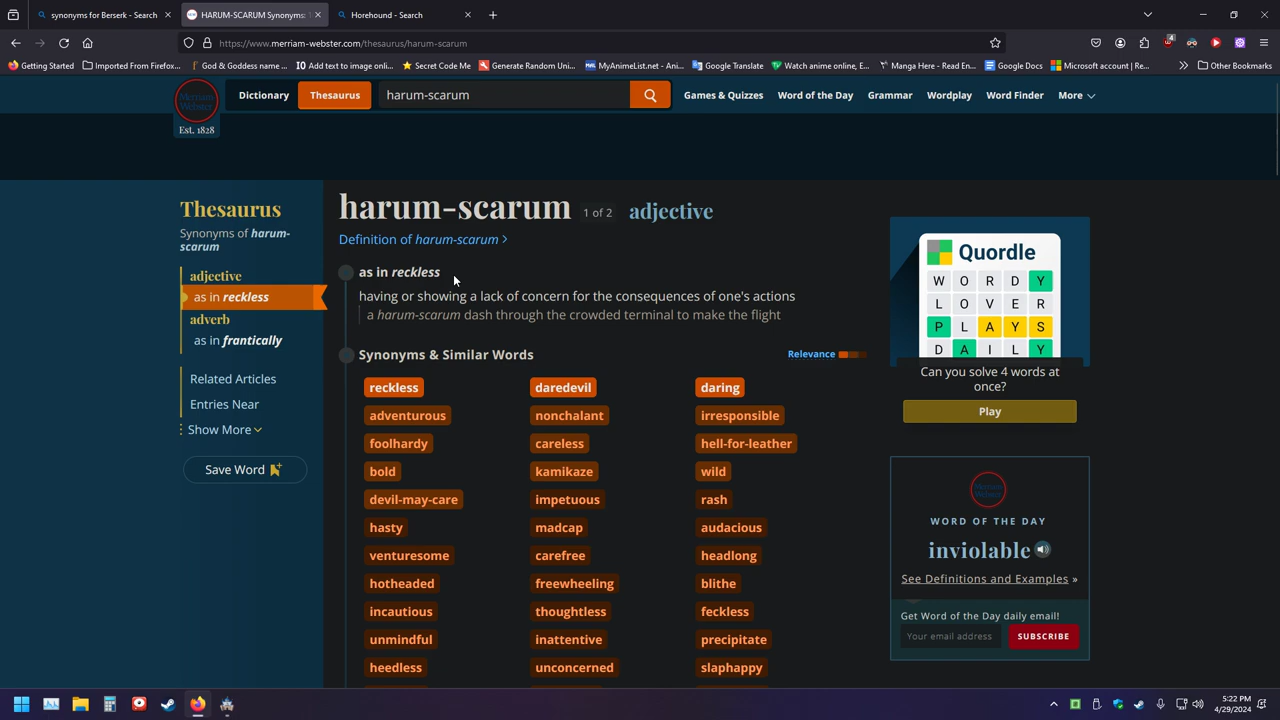 synonyms for Berserk - Search
HARUM-SCARUM Synonyms: 1
Horehound - Search
https://www.merriam-webster.com/thesaurus/harum-scarum
Getting Started
Imported From Firefox...
God & Goddess name ...
Add text to image onlin...
Secret Code Me
Generate Random Uni...
MyAnimeList.net - Ani...
Google Translate
Watch anime online, E...
Manga Here - Read En...
Google Docs
Microsoft account | Re...
Other Bookmarks
Merriam Webster
Est. 1828
Dictionary
Thesaurus
harum-scarum
Games & Quizzes
Word of the Day
Grammar
Wordplay
Word Finder
More
Thesaurus
Synonyms of harum-
scarum
adjective
as in reckless
adverb
as in frantically
Related Articles
Entries Near
Show More
Save Word
harum-scarum 1 of 2 adjective
Definition of harum-scarum
as in reckless
having or showing a lack of concern for the consequences of one's actions
a harum-scarum dash through the crowded terminal to make the flight
Synonyms & Similar Words
Relevance
reckless daredevil daring
adventurous nonchalant irresponsible
foolhardy careless hell-for-leather
bold kamikaze wild
devil-may-care impetuous rash
hasty madcap audacious
venturesome carefree headlong
hotheaded freewheeling blithe
incautious thoughtless feckless
unmindful inattentive precipitate
heedless unconcerned slaphappy
Quordle
W O R D Y
L O V E R
P L A Y S
D A I L Y
Can you solve 4 words at
once?
Play
Merriam Webster
WORD OF THE DAY
inviolable
See Definitions and Examples »
Get Word of the Day daily email!
Your email address
SUBSCRIBE
5:22 PM
4/29/2024